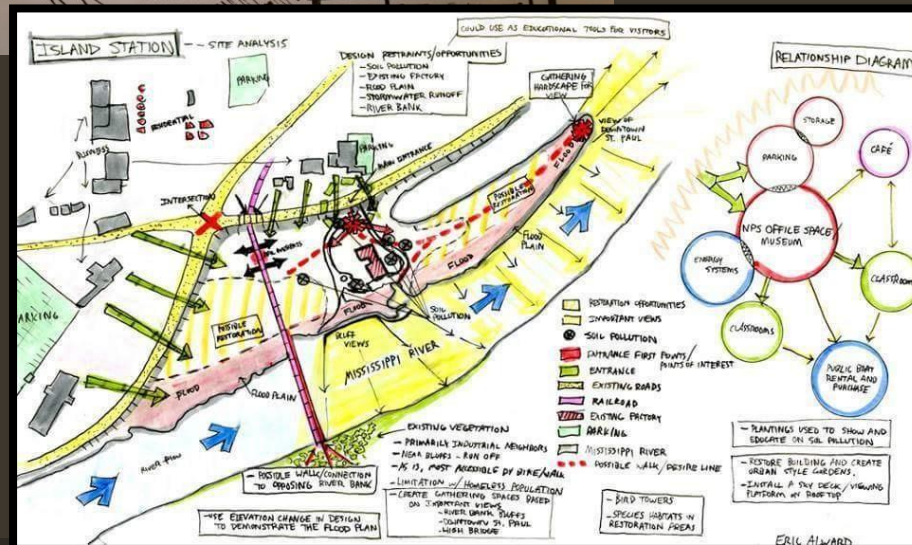 ISLAND STATION -- SITE ANALYSIS
COULD USE AS EDUCATIONAL TOOLS FOR VISITORS
DESIGN RESTRAINTS/OPPORTUNITIES
- SOIL POLLUTION
- EXISTING FACTORY
- FLOOD PLAIN
- STORMWATER RUNOFF
- RIVER BANK
PARKING
RESIDENTIAL
BUSINESS
INTERSECTION
PARKING
MAIN ENTRANCE
GATHERING
HARDSCAPE FOR
VIEW
VIEW OF
DOWNTOWN
ST. PAUL
FLOOD
POSSIBLE
RESTORATION
FLOOD
PLAIN
FLOOD
FLOOD
SOIL
POLLUTION
BLUFF
VIEWS
MISSISSIPPI RIVER
POSSIBLE
RESTORATION
PARKING
FLOOD
FLOOD PLAIN
RIVER FLOW
RESTORATION OPPORTUNITIES
IMPORTANT VIEWS
SOIL POLLUTION
ENTRANCE FIRST POINTS/
POINTS OF INTEREST
ENTRANCE
EXISTING ROADS
RAILROAD
EXISTING FACTORY
PARKING
MISSISSIPPI RIVER
POSSIBLE WALK/DESIRE LINE
EXISTING VEGETATION
- PRIMARILY INDUSTRIAL NEIGHBORS
- NEAR BLUFFS - RUN OFF
- AS IS, MOST ACCESSIBLE BY BIKE/WALK
- LIMITATION W/ HOMELESS POPULATION
- CREATE GATHERING SPACES BASED
ON IMPORTANT VIEWS
- RIVER BANK BLUFFS
- DOWNTOWN ST. PAUL
- HIGH BRIDGE
- POSSIBLE WALK/CONNECTION
TO OPPOSING RIVER BANK
- USE ELEVATION CHANGE IN DESIGN
TO DEMONSTRATE THE FLOOD PLAN
- BIRD TOWERS
- SPECIES HABITATS IN
RESTORATION AREAS
RELATIONSHIP DIAGRAM
STORAGE
PARKING
CAFÉ
NPS OFFICE SPACE
MUSEUM
ENERGY
SYSTEMS
CLASSROOMS
CLASSROOMS
PUBLIC BOAT
RENTAL AND
PURCHASE
- PLANTINGS USED TO SHOW AND
EDUCATE ON SOIL POLLUTION
- RESTORE BUILDING AND CREATE
URBAN STYLE GARDENS.
- INSTALL A SKY DECK/VIEWING
PLATFORM ON ROOFTOP
ERIC ALWARD